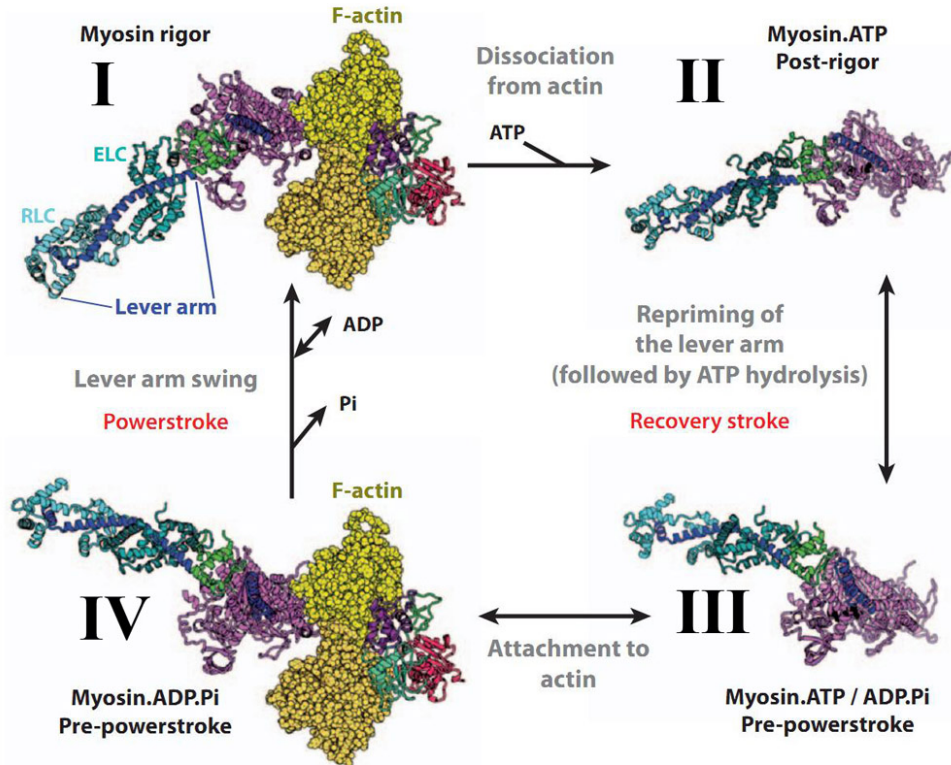 Myosin rigor
I
F-actin
ELC
RLC
Lever arm
Dissociation
from actin
ATP
Myosin.ATP
Post-rigor
II
Lever arm swing
Powerstroke
ADP
Pi
Repriming of
the lever arm
(followed by ATP hydrolysis)
Recovery stroke
F-actin
IV
Myosin.ADP.Pi
Pre-powerstroke
Attachment to
actin
III
Myosin.ATP / ADP.Pi
Pre-powerstroke